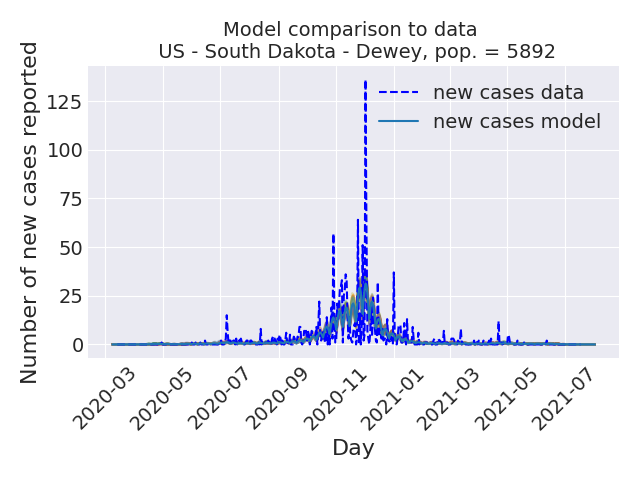 Model comparison to data
US - South Dakota - Dewey, pop. = 5892
Number of new cases reported
125
100
75
50
25
0
new cases data
new cases model
2020-03
2020-05
2020-07
2020-09
2020-11
2021-01
2021-03
2021-05
2021-07
Day